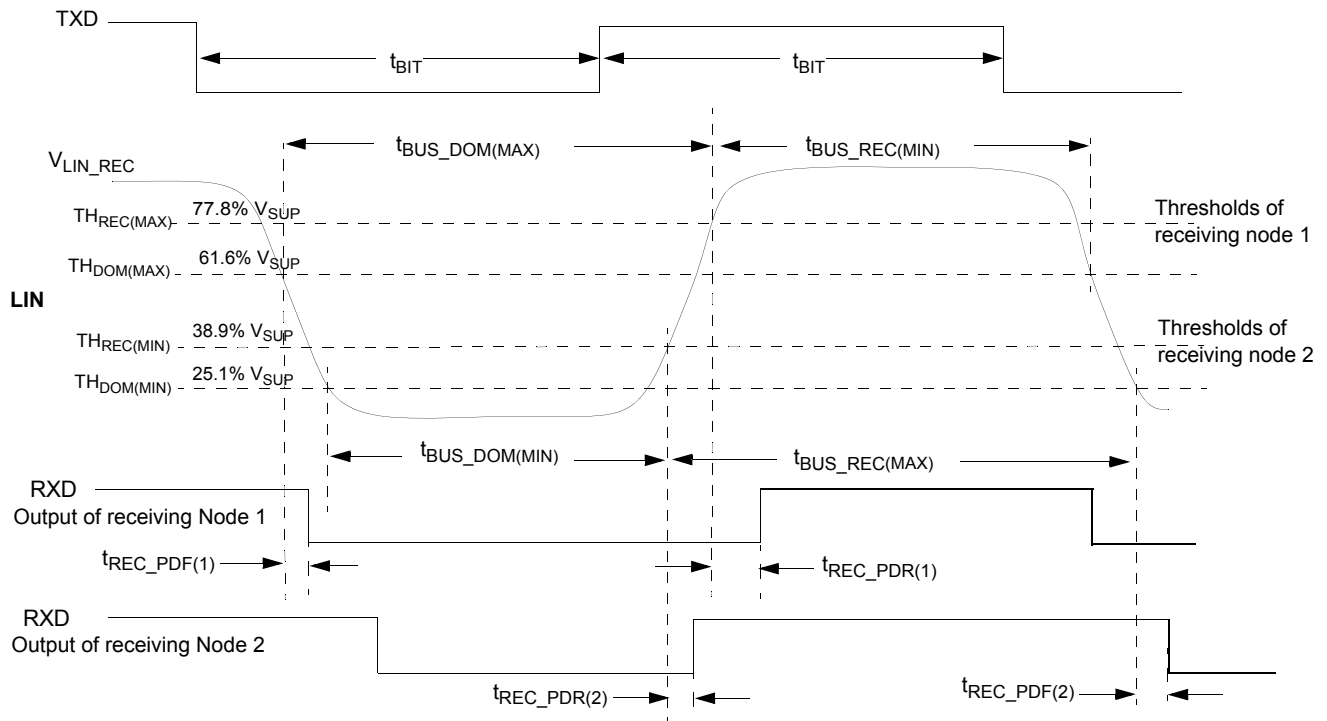 TXD
tBIT
tBIT
tBUS_DOM(MAX)
tBUS_REC(MIN)
VLIN_REC
THREC(MAX) 77.8% VSUP
Thresholds of
receiving node 1
THDOM(MAX) 61.6% VSUP
LIN
THREC(MIN) 38.9% VSUP
Thresholds of
receiving node 2
THDOM(MIN) 25.1% VSUP
tBUS_DOM(MIN)
tBUS_REC(MAX)
RXD
Output of receiving Node 1
tREC_PDF(1)
tREC_PDR(1)
RXD
Output of receiving Node 2
tREC_PDR(2)
tREC_PDF(2)